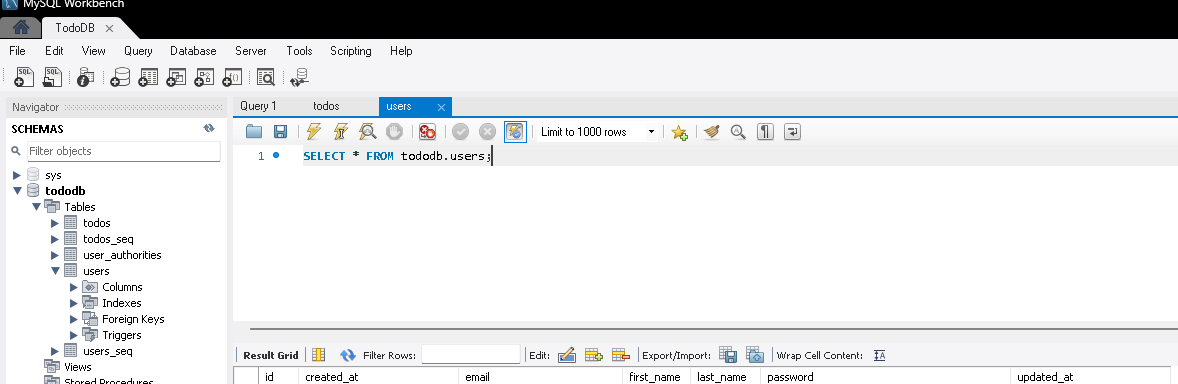 MySQL Workbench
TodoDB
File Edit View Query Database Server Tools Scripting Help
Navigator
SCHEMAS
Filter objects
sys
tododb
Tables
todos
todos_seq
user_authorities
users
Columns
Indexes
Foreign Keys
Triggers
users_seq
Views
Stored Procedures
Query 1 todos users
Limit to 1000 rows
1 SELECT * FROM tododb.users;
Result Grid Filter Rows: Edit: Export/Import: Wrap Cell Content:
id created_at email first_name last_name password updated_at